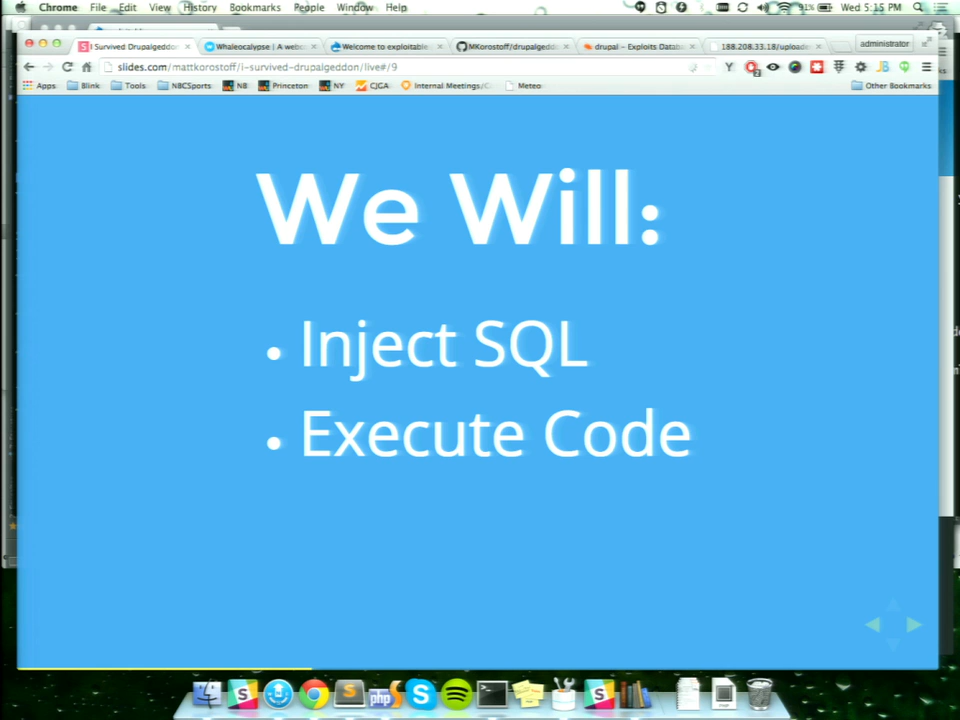 Chrome File Edit View History Bookmarks People Window Help 91% Wed 5:15 PM
I Survived Drupalgeddon Whaleocalypse | A web Welcome to exploitable MKorostoff/drupalgedd drupal - Exploits Datab 188.208.33.18/uploade administrator
slides.com/mattkorostoff/i-survived-drupalgeddon/live#/9
Apps Blink Tools NBCSports NB Princeton NY CJGA Internal Meetings/C Meteo Other Bookmarks
We Will:
• Inject SQL
• Execute Code